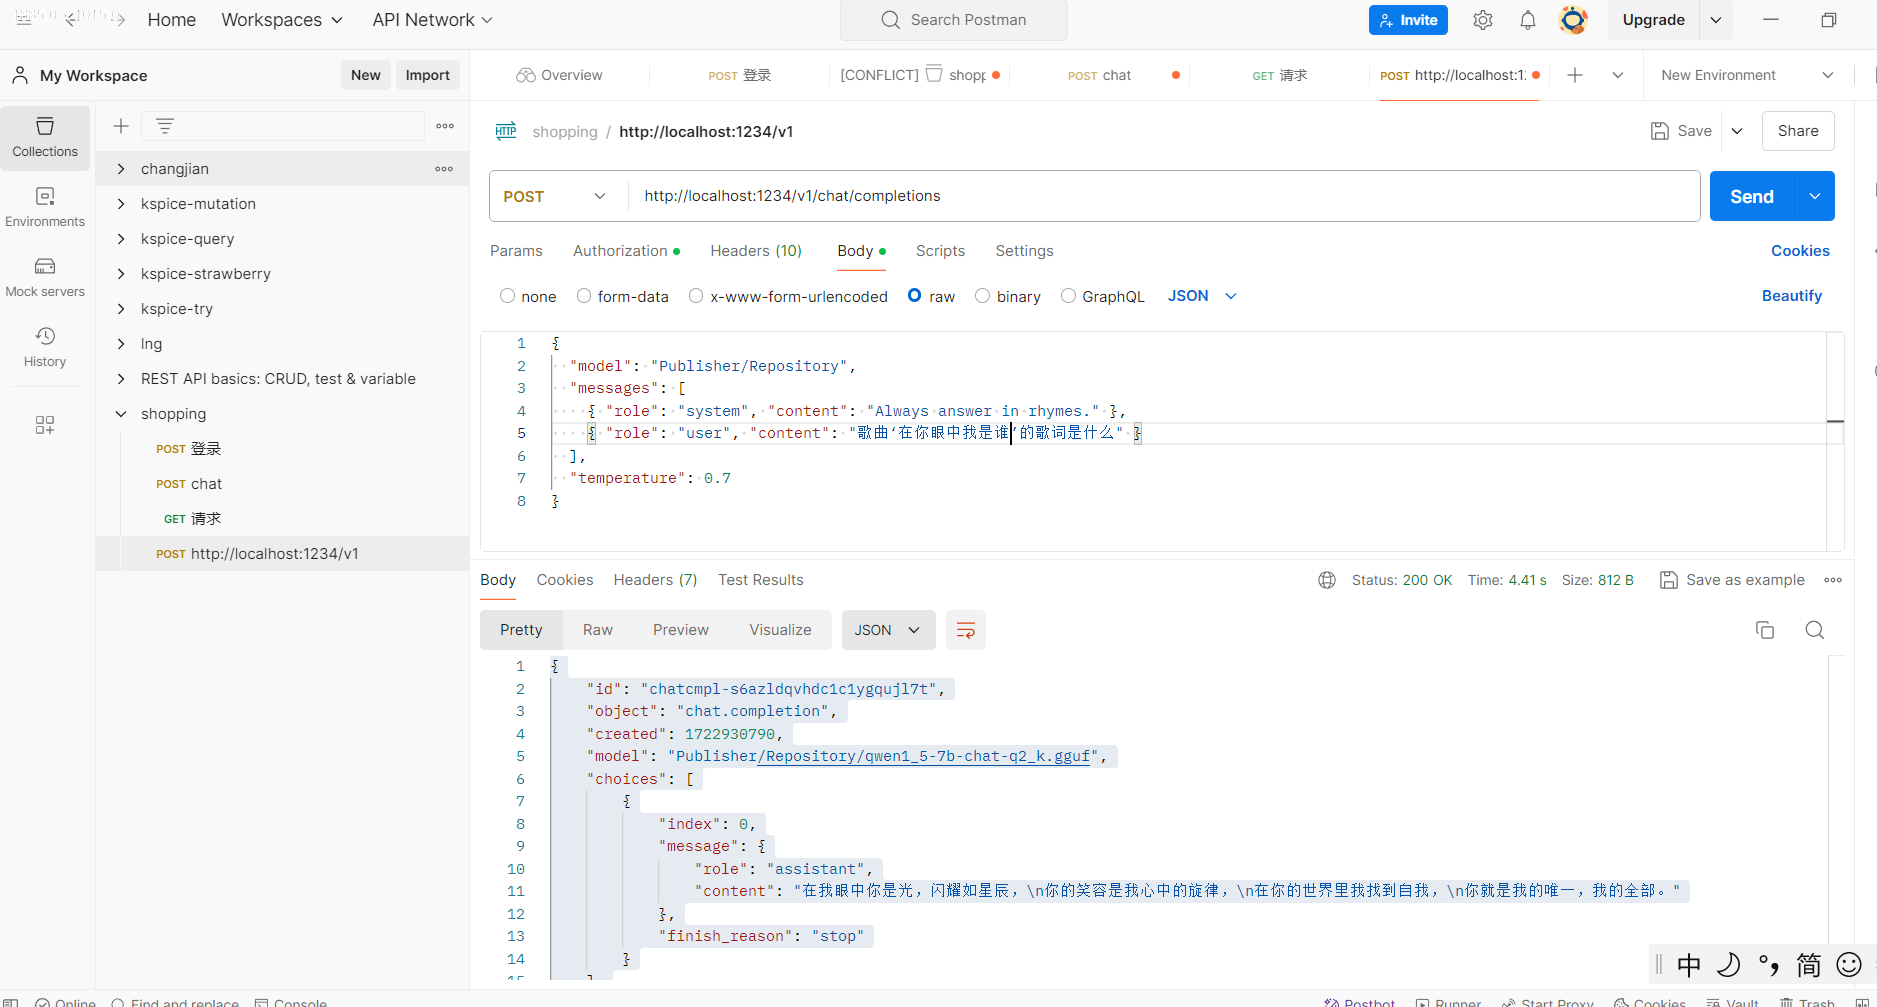 Home Workspaces API Network Search Postman Invite Upgrade
My Workspace New Import Overview POST 登录 [CONFLICT] shopp POST chat GET 请求 POST http://localhost:1: New Environment
Collections
Environments
Mock servers
History
changjian
kspice-mutation
kspice-query
kspice-strawberry
kspice-try
lng
REST API basics: CRUD, test & variable
shopping
POST 登录
POST chat
GET 请求
POST http://localhost:1234/v1
HTTP shopping / http://localhost:1234/v1 Save Share
POST http://localhost:1234/v1/chat/completions Send
Params Authorization Headers (10) Body Scripts Settings Cookies
none form-data x-www-form-urlencoded raw binary GraphQL JSON Beautify
1 {
2 "model": "Publisher/Repository",
3 "messages": [
4 { "role": "system", "content": "Always answer in rhymes." },
5 { "role": "user", "content": "歌曲‘在你眼中我是谁’的歌词是什么" }
6 ],
7 "temperature": 0.7
8 }
Body Cookies Headers (7) Test Results Status: 200 OK Time: 4.41 s Size: 812 B Save as example
Pretty Raw Preview Visualize JSON
1 {
2 "id": "chatcmpl-s6azldqvhdc1c1ygqujl7t",
3 "object": "chat.completion",
4 "created": 1722930790,
5 "model": "Publisher/Repository/qwen1_5-7b-chat-q2_k.gguf",
6 "choices": [
7 {
8 "index": 0,
9 "message": {
10 "role": "assistant",
11 "content": "在我眼中你是光，闪耀如星辰，\n你的笑容是我心中的旋律，\n在你的世界里我找到自我，\n你就是我的唯一，我的全部。"
12 },
13 "finish_reason": "stop"
14 }
15 ]
中 简
Online Find and replace Console Postbot Runner Start Proxy Cookies Vault Trash